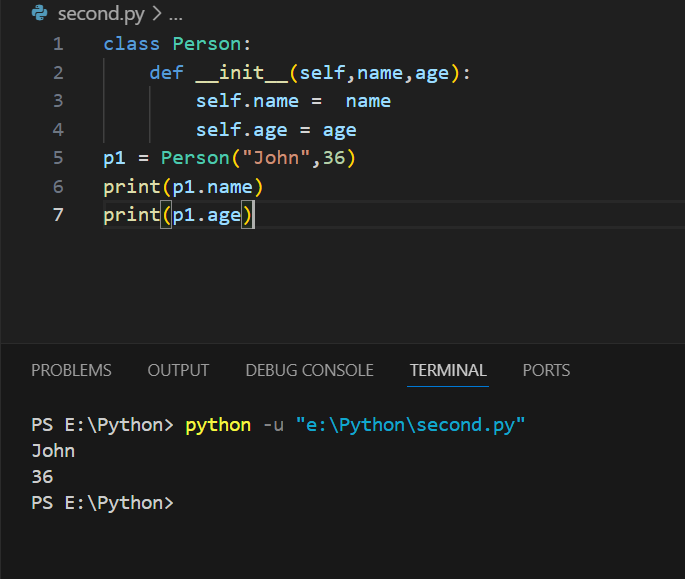 second.py > ...
1 class Person:
2     def __init__(self,name,age):
3         self.name =  name
4         self.age = age
5 p1 = Person("John",36)
6 print(p1.name)
7 print(p1.age)
PROBLEMS OUTPUT DEBUG CONSOLE TERMINAL PORTS
PS E:\Python> python -u "e:\Python\second.py"
John
36
PS E:\Python>